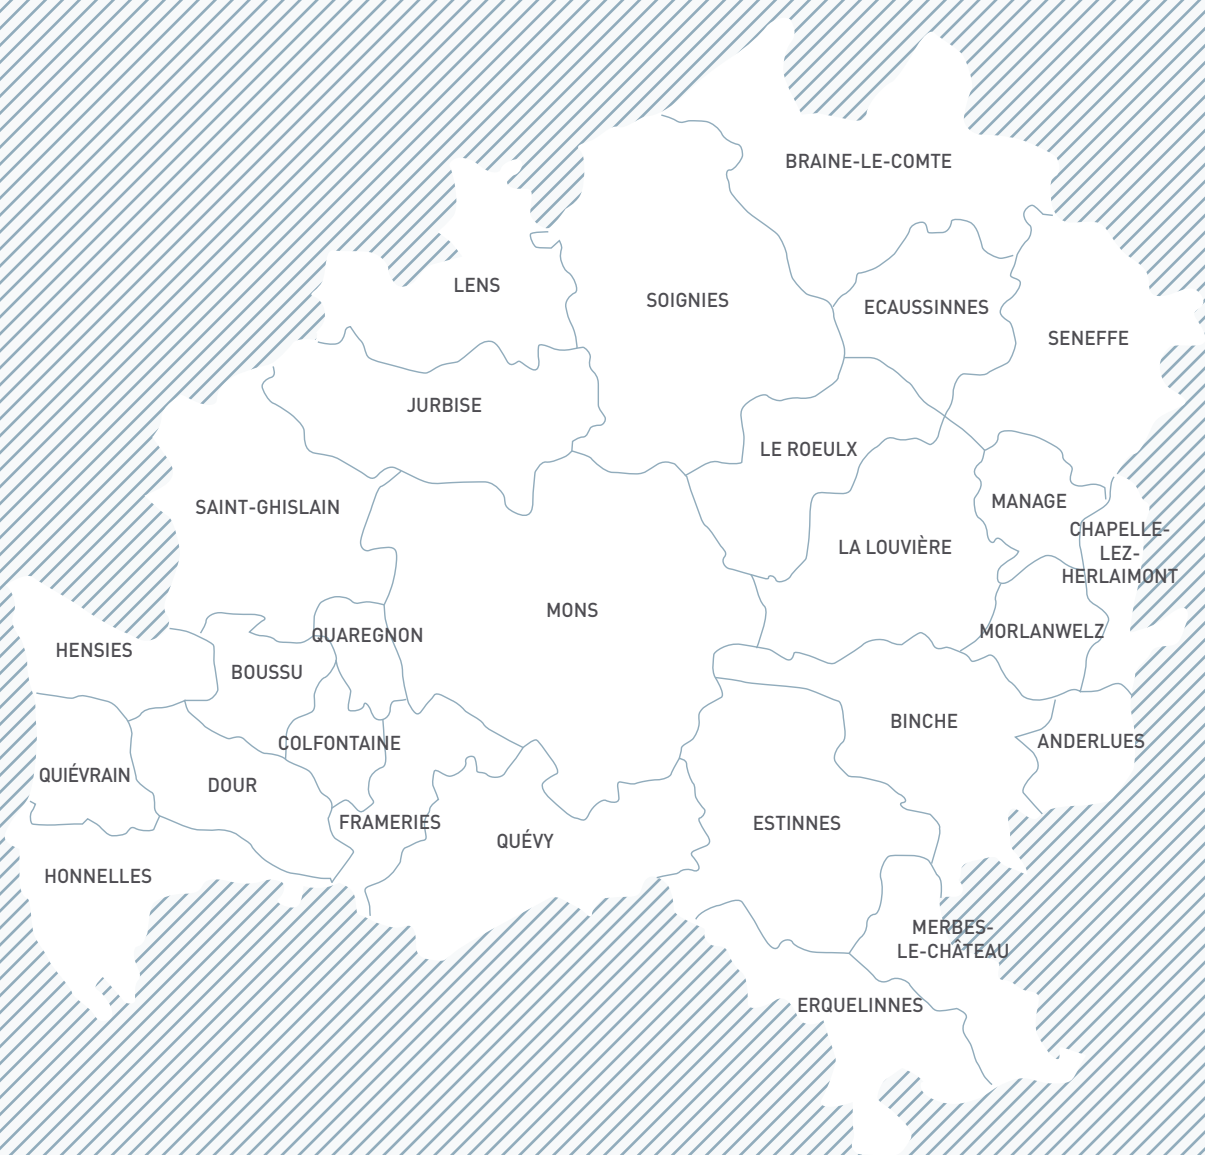 BRAINE-LE-COMTE
LENS
SOIGNIES
ECAUSSINNES
SENEFFE
JURBISE
LE ROEULX
SAINT-GHISLAIN
MANAGE
LA LOUVIÈRE
CHAPELLE-
LEZ-
HERLAIMONT
MONS
QUAREGNON
MORLANWELZ
HENSIES
BOUSSU
BINCHE
COLFONTAINE
ANDERLUES
QUIÉVRAIN
DOUR
FRAMERIES
ESTINNES
QUÉVY
HONNELLES
MERBES-
LE-CHÂTEAU
ERQUELINNES